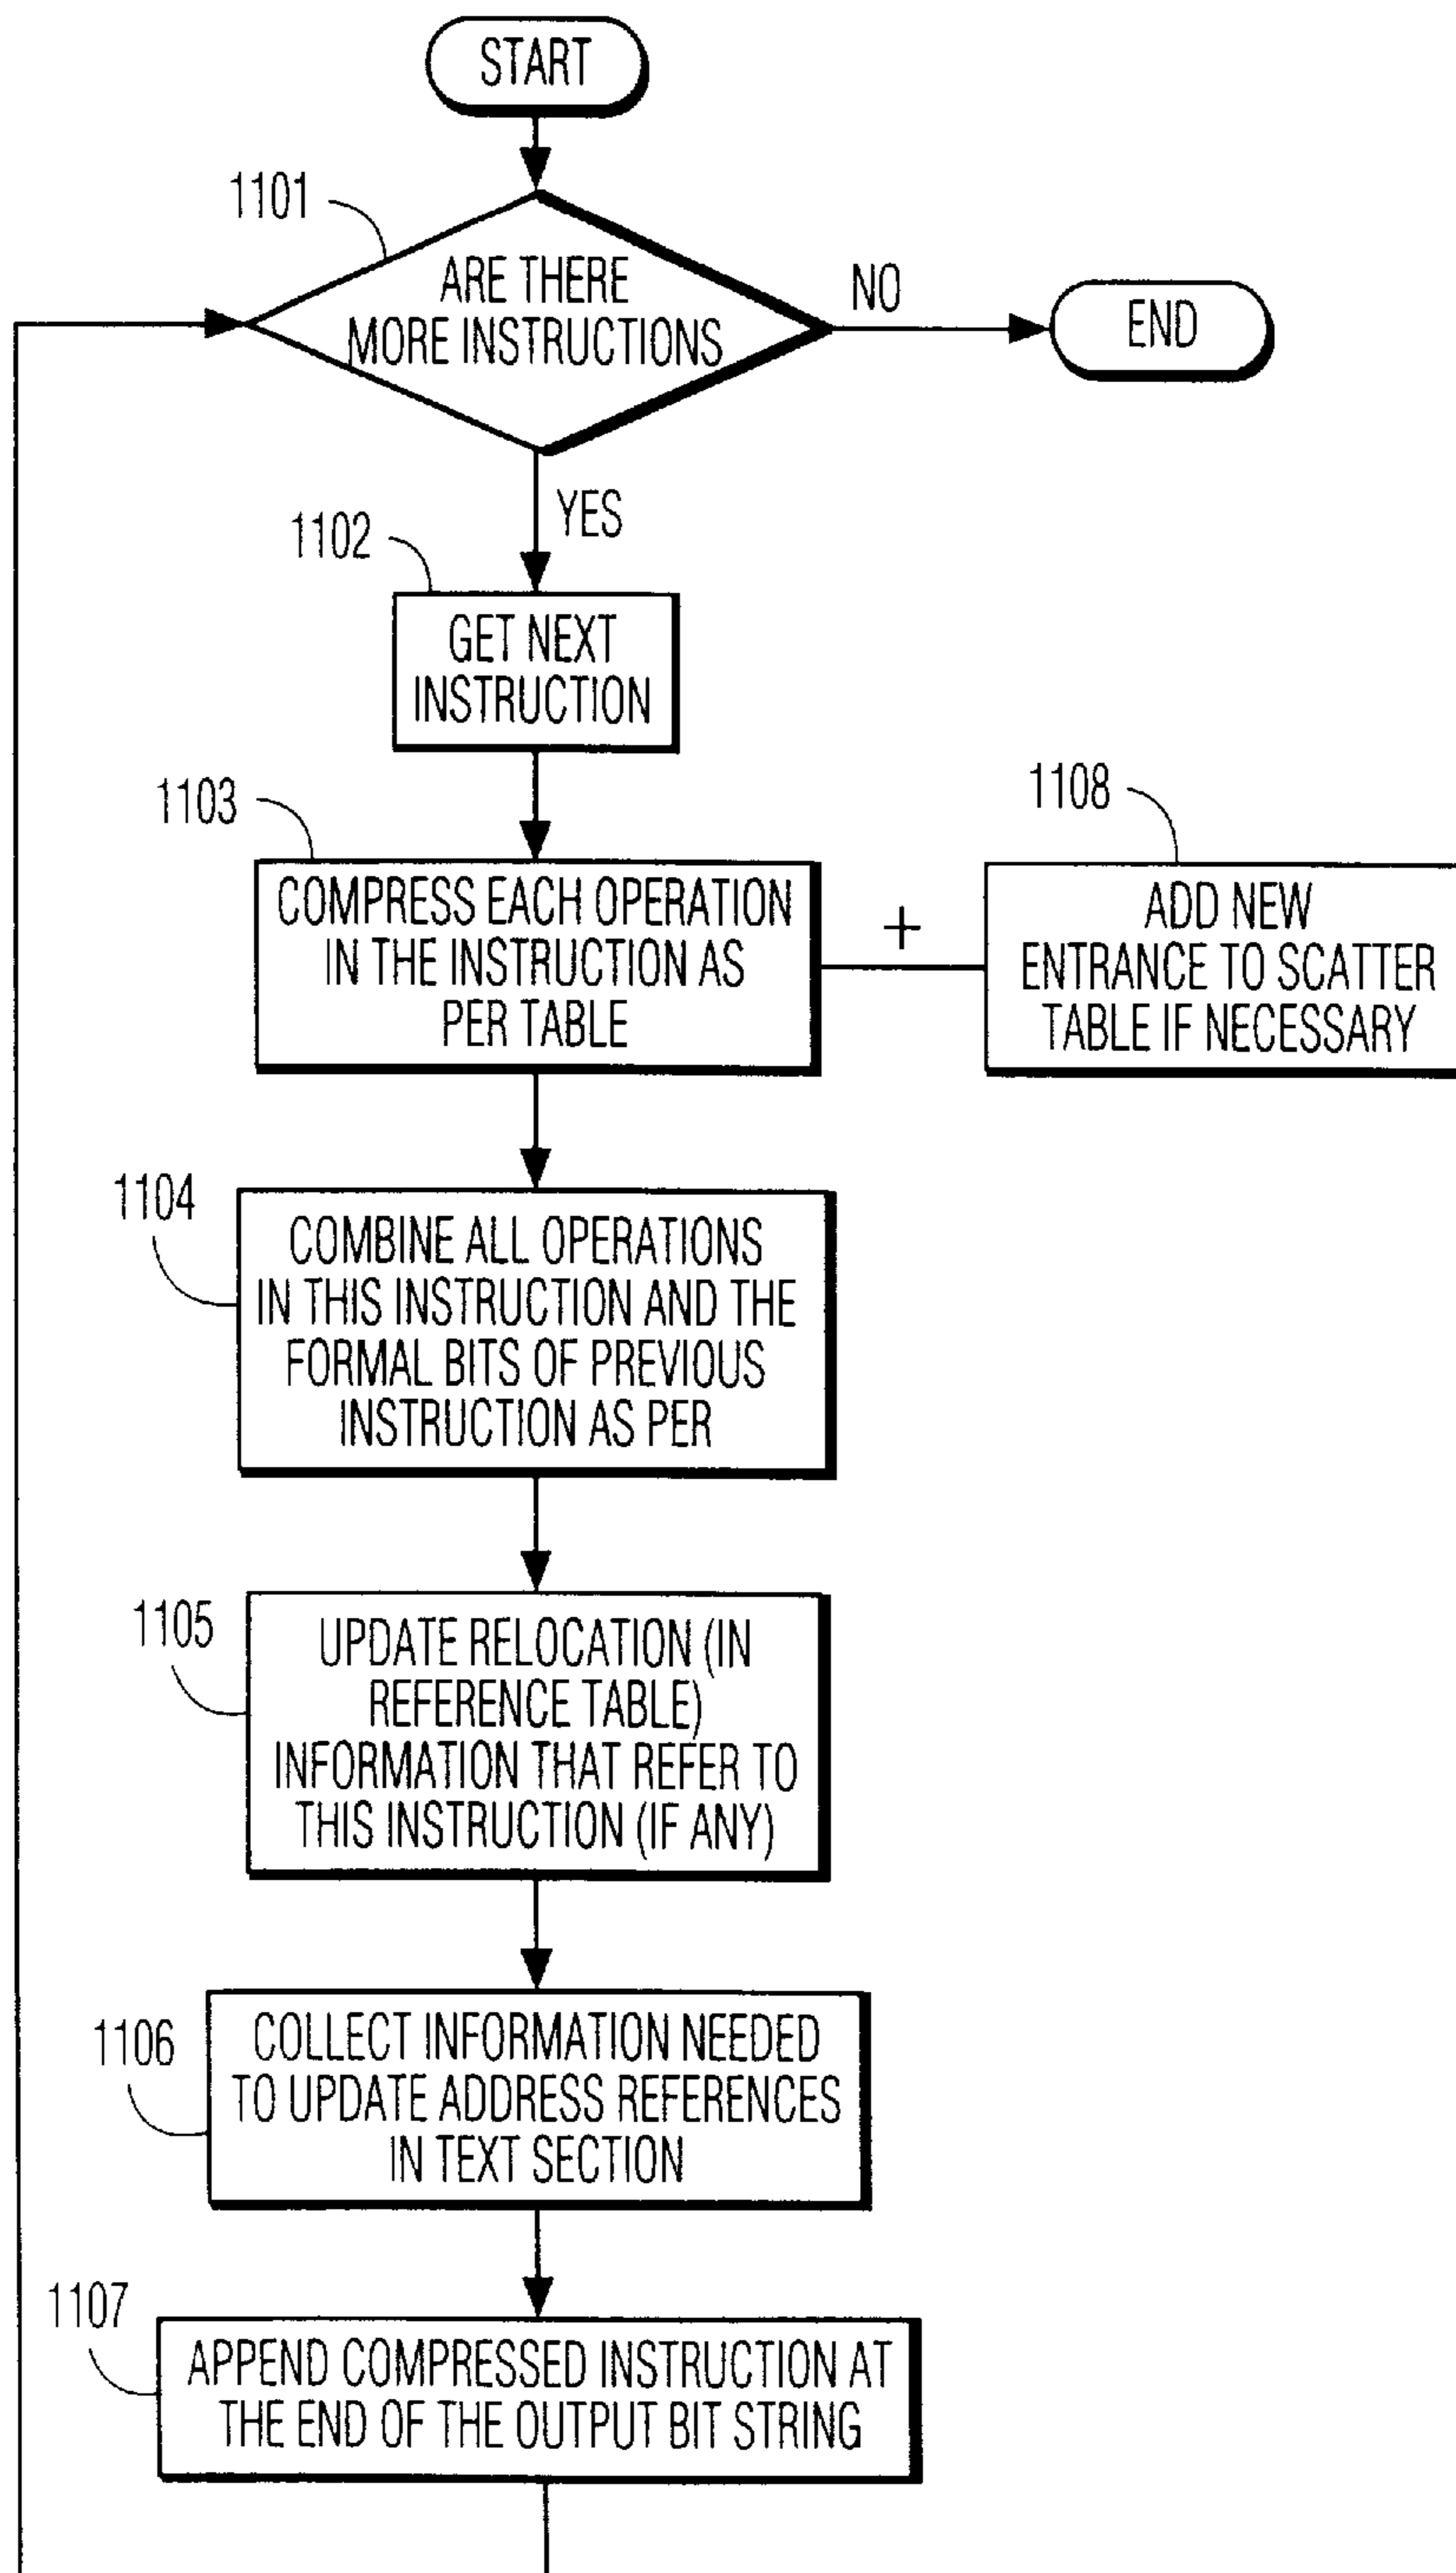 START
1101
ARE THERE
MORE INSTRUCTIONS
NO
END
YES
1102
GET NEXT
INSTRUCTION
1103
COMPRESS EACH OPERATION
IN THE INSTRUCTION AS
PER TABLE
+
1108
ADD NEW
ENTRANCE TO SCATTER
TABLE IF NECESSARY
1104
COMBINE ALL OPERATIONS
IN THIS INSTRUCTION AND THE
FORMAL BITS OF PREVIOUS
INSTRUCTION AS PER
1105
UPDATE RELOCATION (IN
REFERENCE TABLE)
INFORMATION THAT REFER TO
THIS INSTRUCTION (IF ANY)
1106
COLLECT INFORMATION NEEDED
TO UPDATE ADDRESS REFERENCES
IN TEXT SECTION
1107
APPEND COMPRESSED INSTRUCTION AT
THE END OF THE OUTPUT BIT STRING